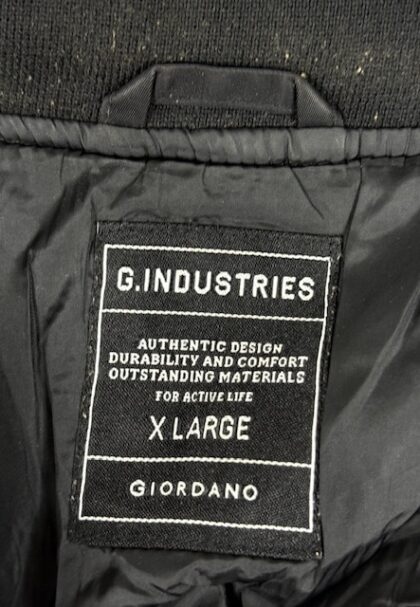 G.INDUSTRIES
AUTHENTIC DESIGN
DURABILITY AND COMFORT
OUTSTANDING MATERIALS
FOR ACTIVE LIFE
X LARGE
GIORDANO